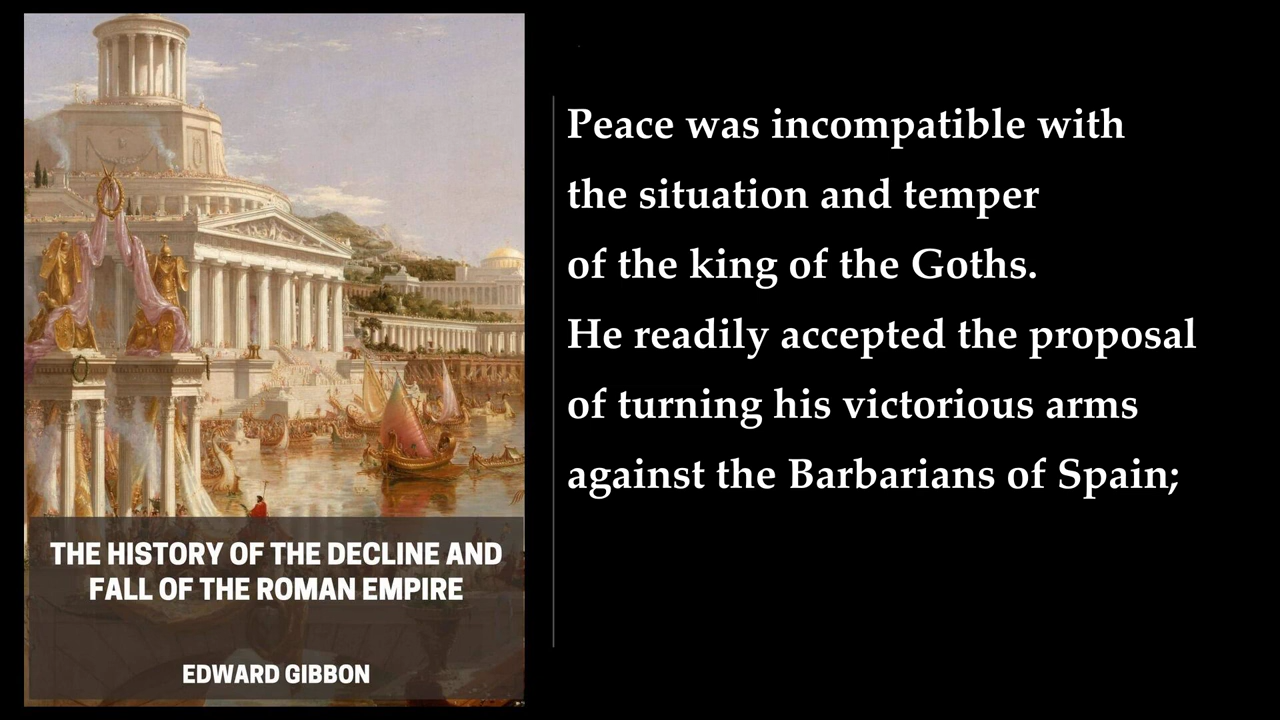 THE HISTORY OF THE DECLINE AND
FALL OF THE ROMAN EMPIRE
EDWARD GIBBON
Peace was incompatible with
the situation and temper
of the king of the Goths.
He readily accepted the proposal
of turning his victorious arms
against the Barbarians of Spain;